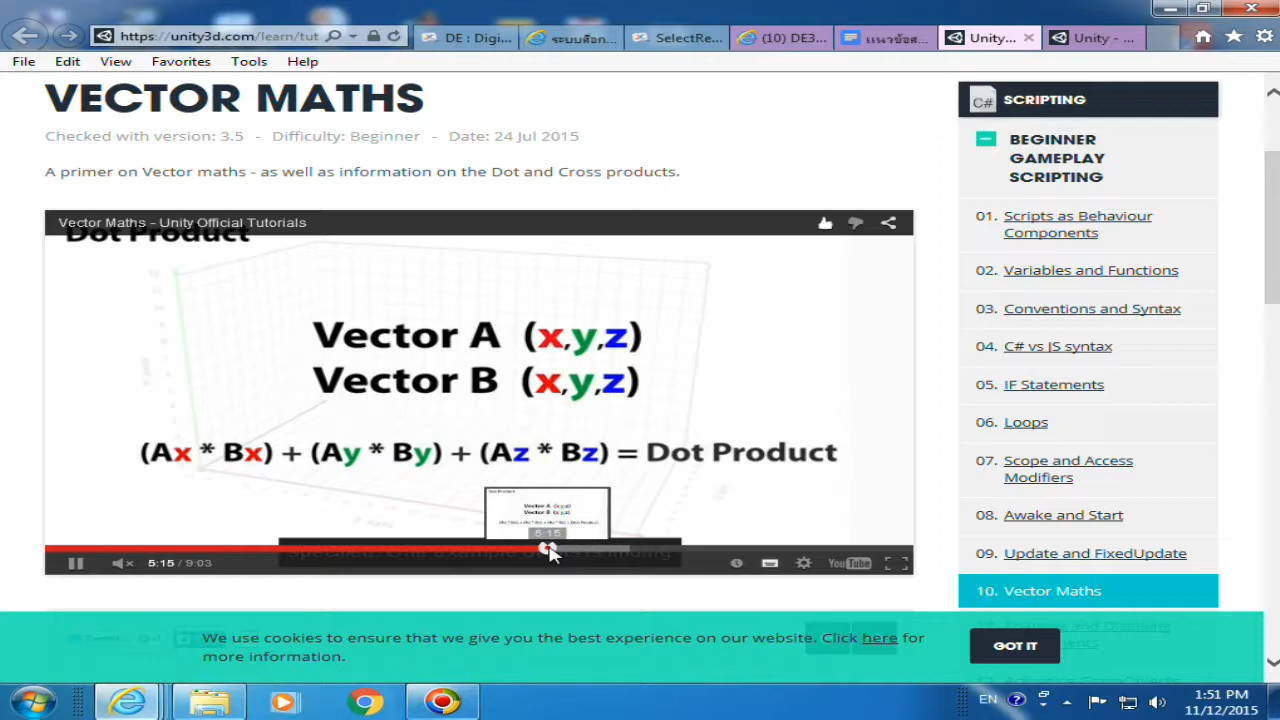 https://unity3d.com/learn/tut
DE : Digi...
SelectRe...
(10) DE3...
Unity...
Unity - ...
File Edit View Favorites Tools Help
VECTOR MATHS
Checked with version: 3.5 - Difficulty: Beginner - Date: 24 Jul 2015
A primer on Vector maths - as well as information on the Dot and Cross products.
Vector Maths - Unity Official Tutorials
Dot Product
Vector A (x,y,z)
Vector B (x,y,z)
(Ax * Bx) + (Ay * By) + (Az * Bz) = Dot Product
5:15
5:15 / 9:03
YouTube
C# SCRIPTING
BEGINNER
GAMEPLAY
SCRIPTING
01. Scripts as Behaviour
Components
02. Variables and Functions
03. Conventions and Syntax
04. C# vs JS syntax
05. IF Statements
06. Loops
07. Scope and Access
Modifiers
08. Awake and Start
09. Update and FixedUpdate
10. Vector Maths
We use cookies to ensure that we give you the best experience on our website. Click here for
more information.
GOT IT
EN
1:51 PM
11/12/2015